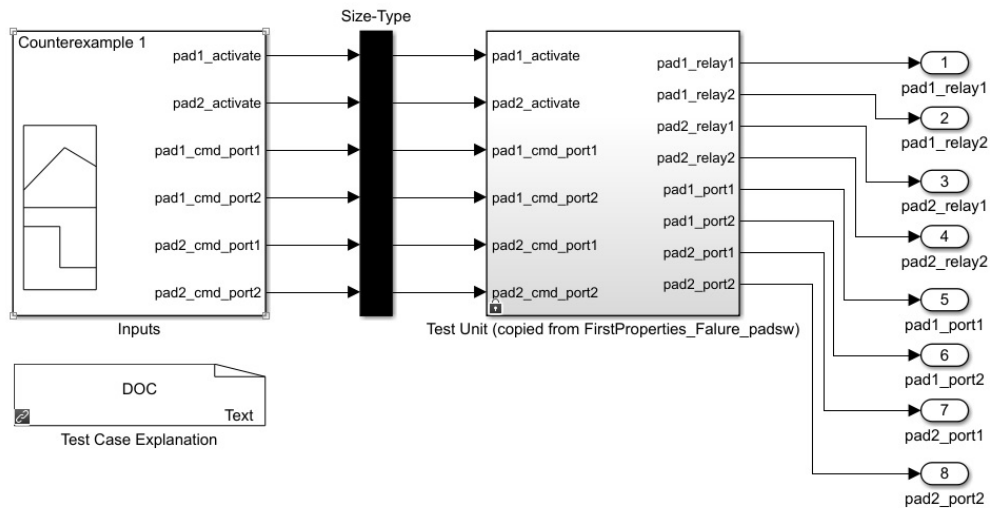 Size-Type
Counterexample 1
pad1_activate
pad2_activate
pad1_cmd_port1
pad1_cmd_port2
pad2_cmd_port1
pad2_cmd_port2
Inputs
pad1_activate
pad2_activate
pad1_cmd_port1
pad1_cmd_port2
pad2_cmd_port1
pad2_cmd_port2
pad1_relay1
pad1_relay2
pad2_relay1
pad2_relay2
pad1_port1
pad1_port2
pad2_port1
pad2_port2
Test Unit (copied from FirstProperties_Falure_padsw)
1
pad1_relay1
2
pad1_relay2
3
pad2_relay1
4
pad2_relay2
5
pad1_port1
6
pad1_port2
7
pad2_port1
8
pad2_port2
DOC
Text
Test Case Explanation